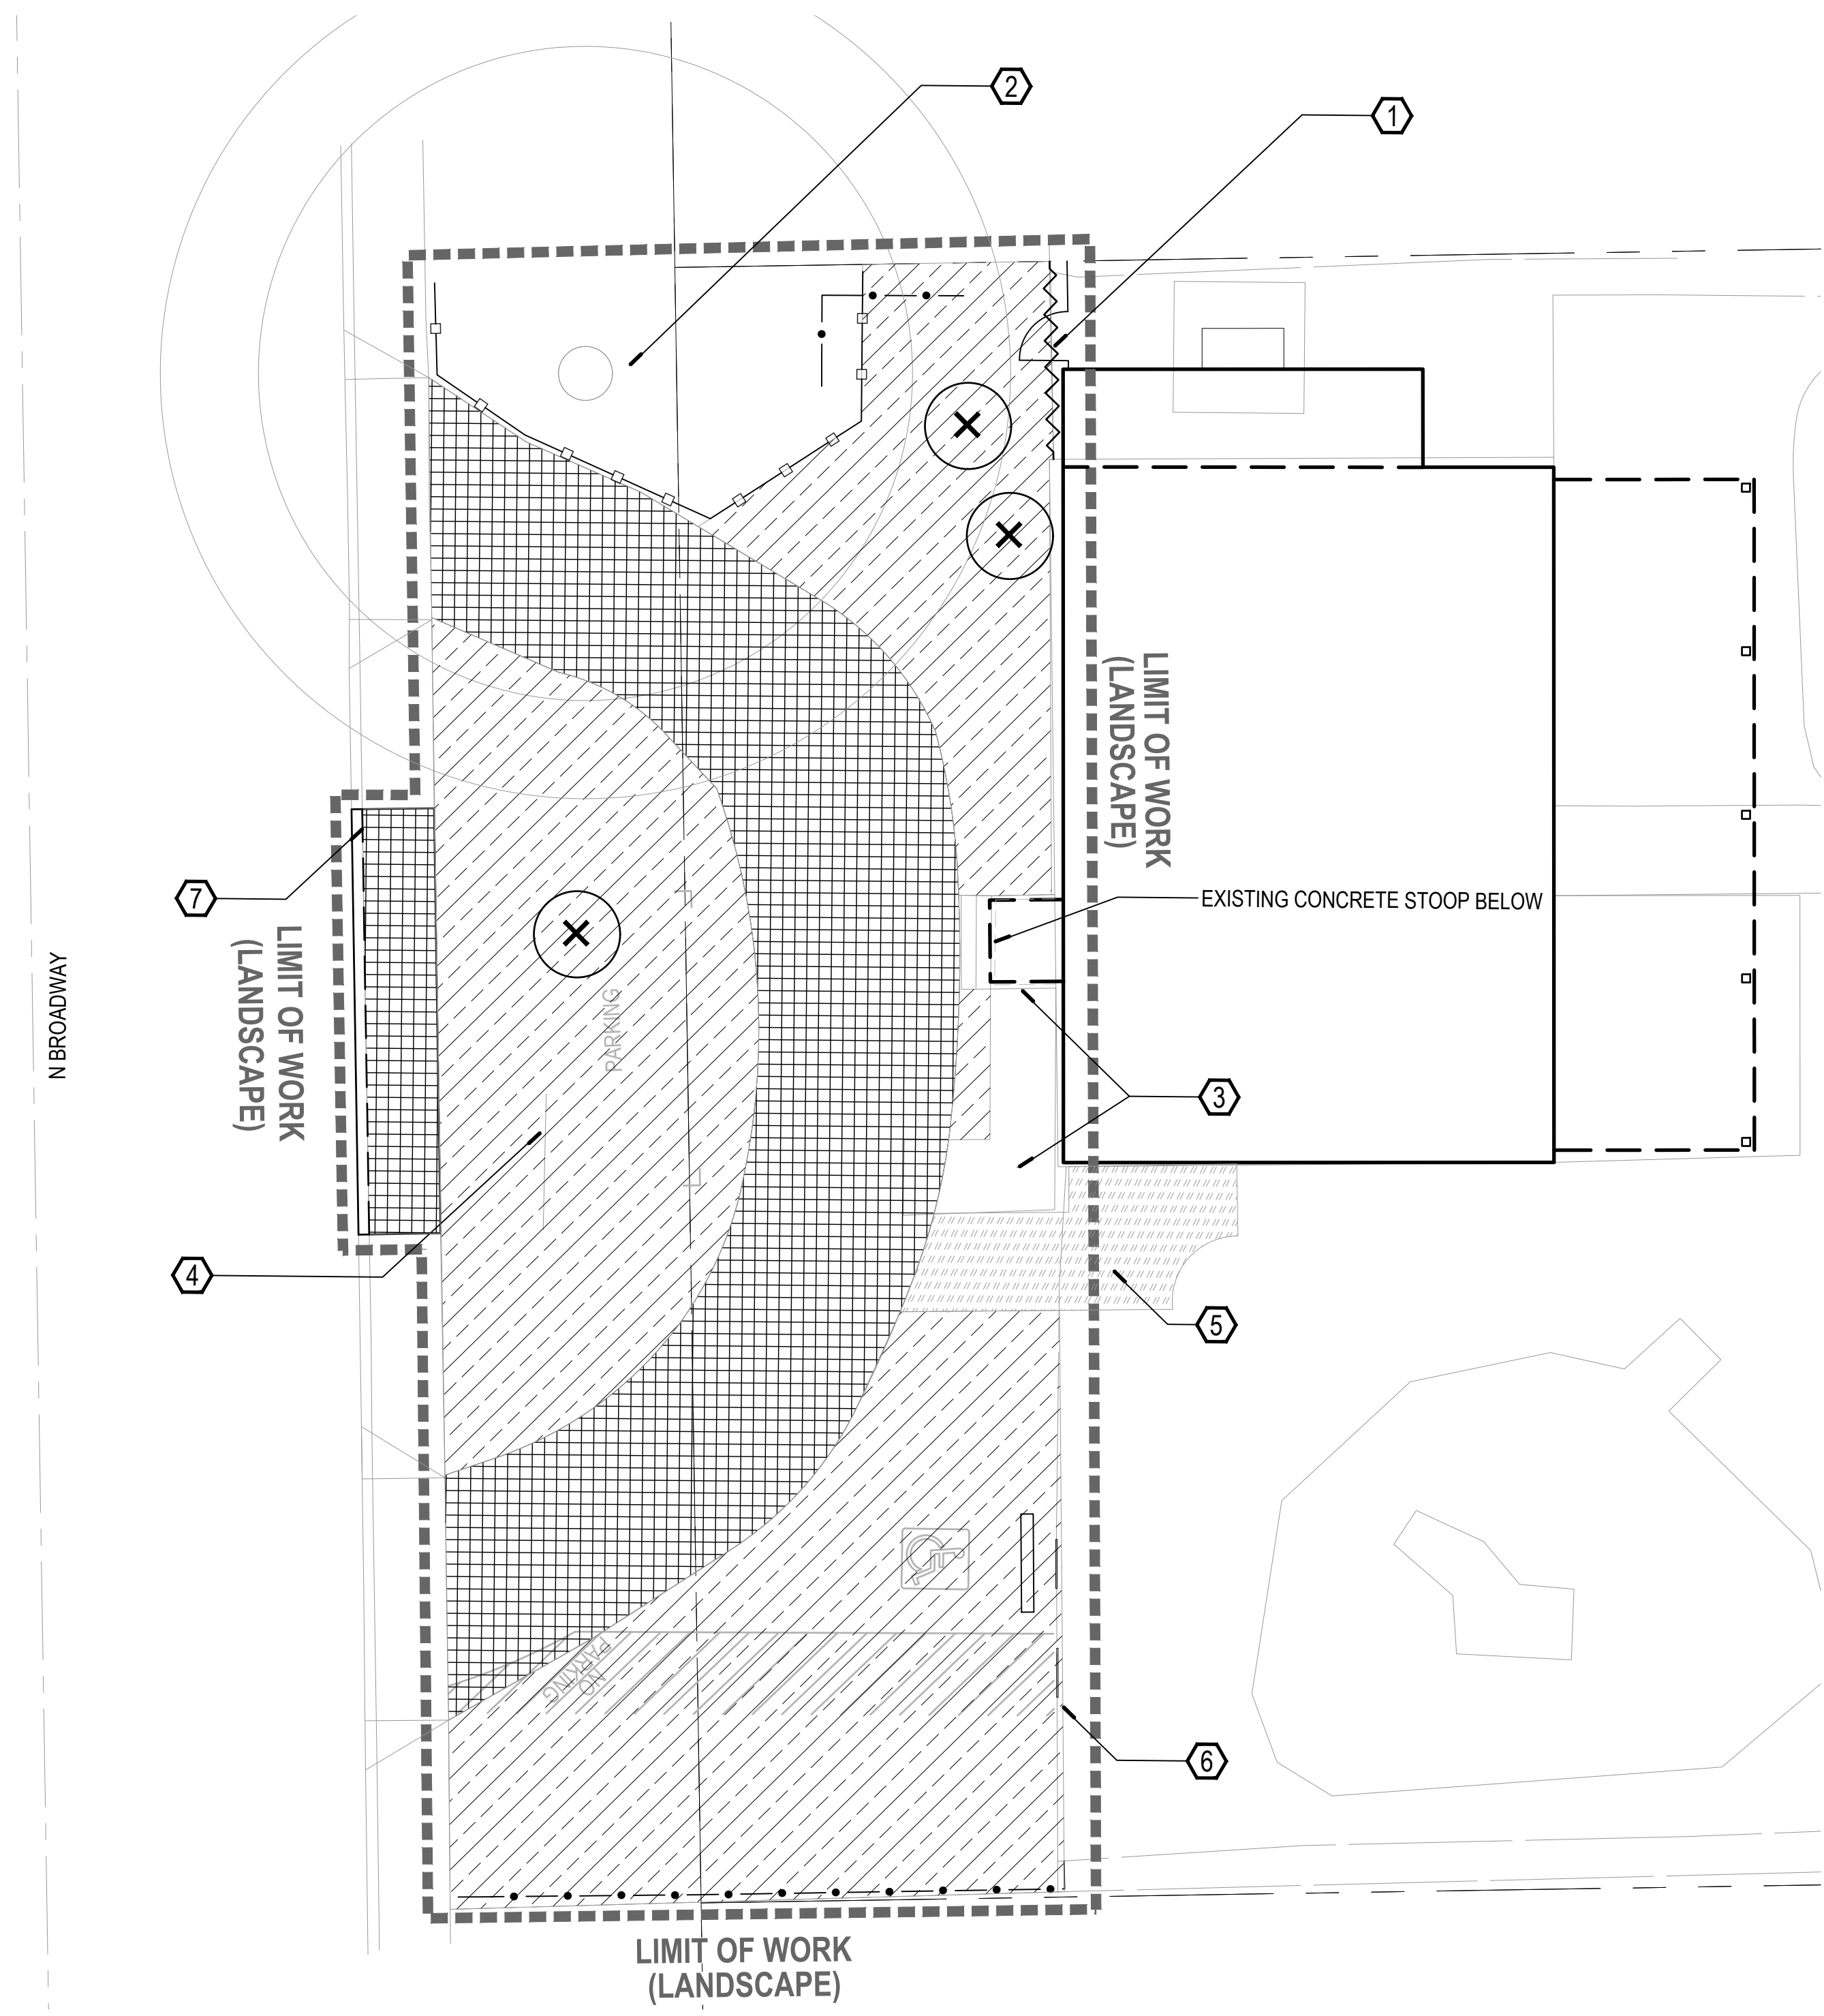 2
1
LIMIT OF WORK
(LANDSCAPE)
7
EXISTING CONCRETE STOOP BELOW
LIMIT OF WORK
(LANDSCAPE)
N BROADWAY
PARKING
3
4
5
NO
PARKING
6
LIMIT OF WORK
(LANDSCAPE)